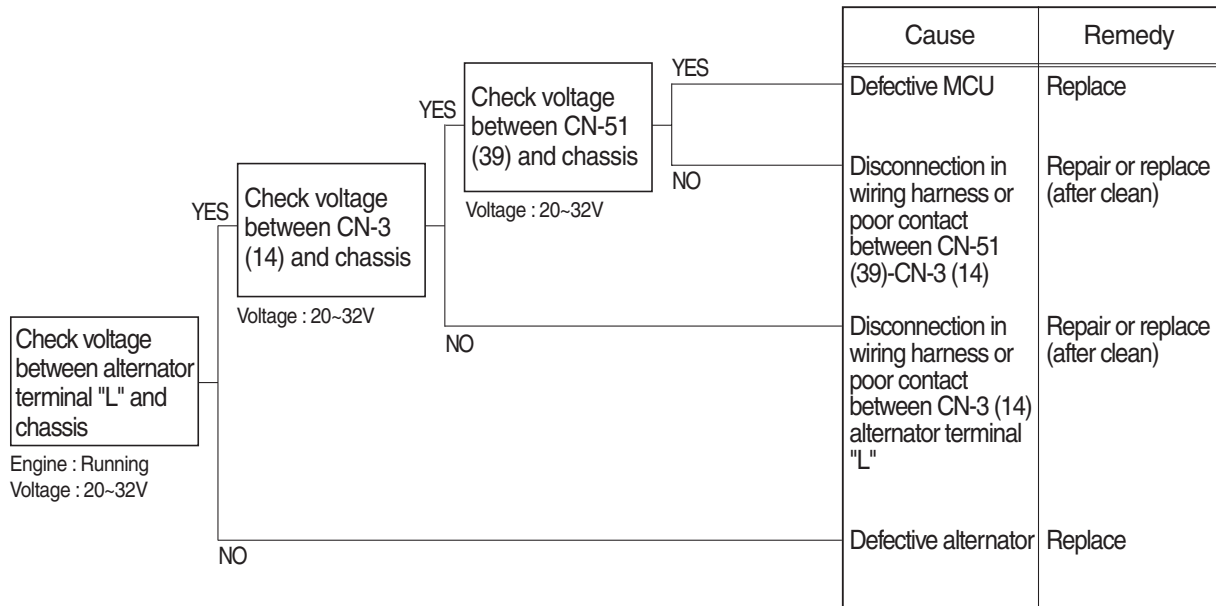 Cause
Remedy
YES
Defective MCU
Replace
YES
Check voltage
between CN-51
(39) and chassis
NO
Disconnection in
wiring harness or
poor contact
between CN-51
(39)-CN-3 (14)
Repair or replace
(after clean)
Voltage : 20~32V
YES
Check voltage
between CN-3
(14) and chassis
Voltage : 20~32V
NO
Disconnection in
wiring harness or
poor contact
between CN-3 (14)
alternator terminal
"L"
Repair or replace
(after clean)
Check voltage
between alternator
terminal "L" and
chassis
Engine : Running
Voltage : 20~32V
NO
Defective alternator
Replace